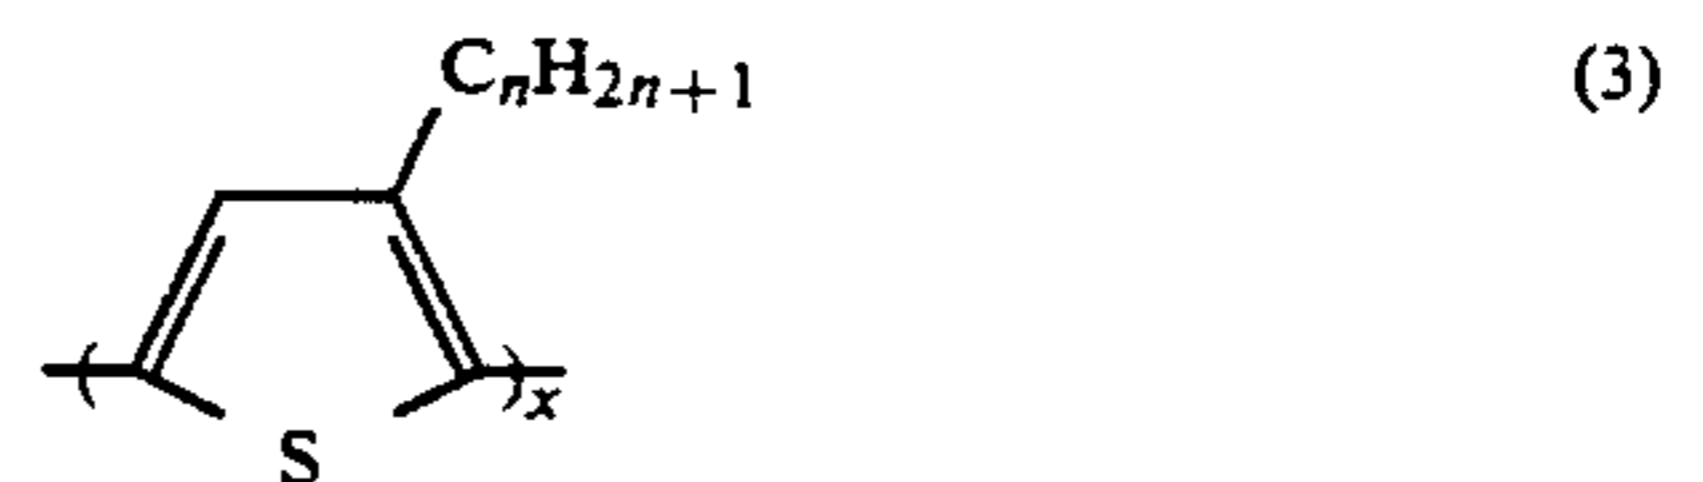 CₙH₂ₙ₊₁ (3)
( )ₓ
S